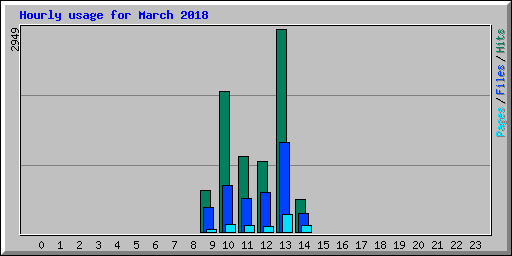 Hourly usage for March 2018
2949
Pages/Files/Hits
0 1 2 3 4 5 6 7 8 9 10 11 12 13 14 15 16 17 18 19 20 21 22 23